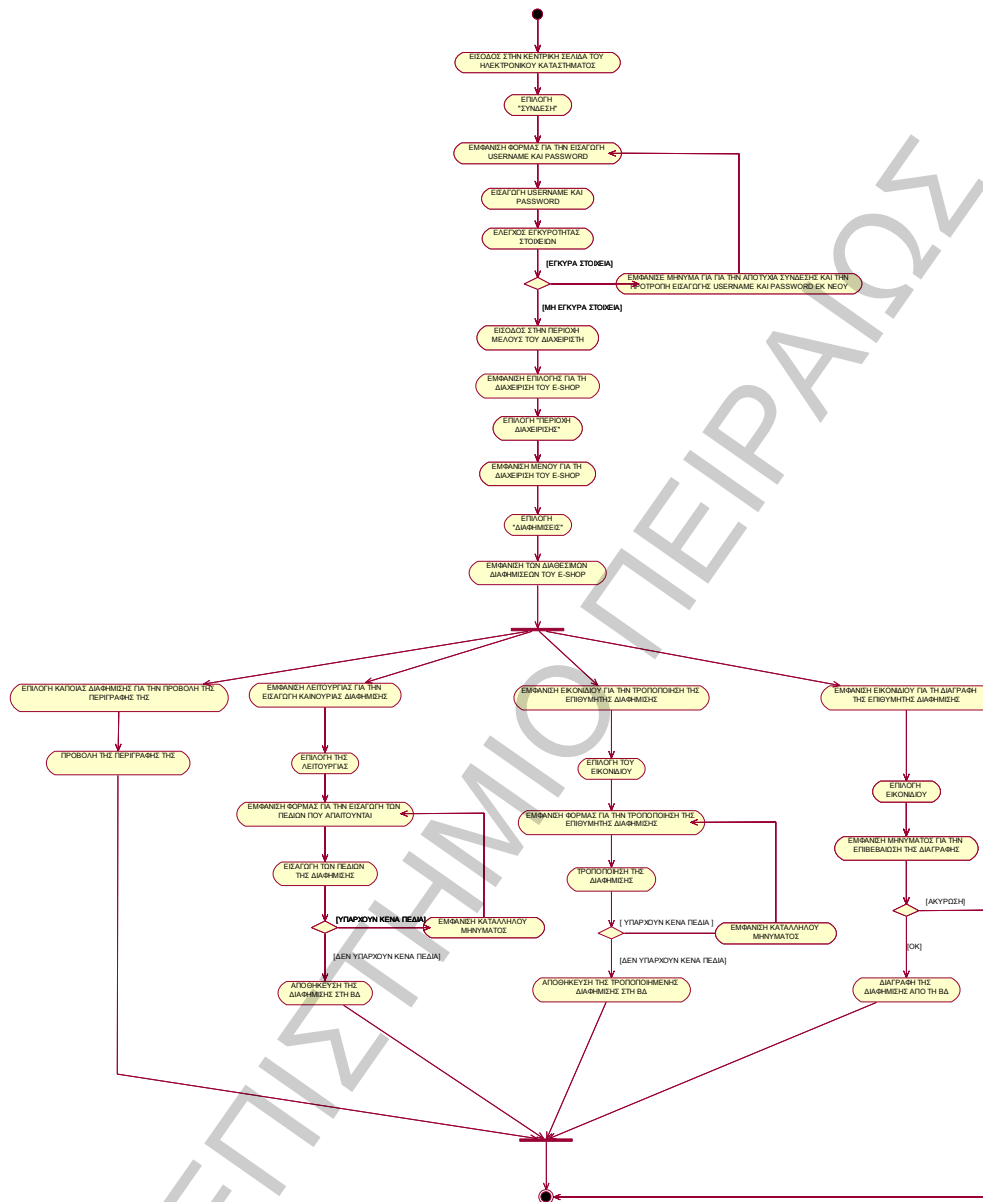 ΕΙΣΟΔΟΣ ΣΤΗΝ ΚΕΝΤΡΙΚΗ ΣΕΛΙΔΑ ΤΟΥ
ΗΛΕΚΤΡΟΝΙΚΟΥ ΚΑΤΑΣΤΗΜΑΤΟΣ
ΕΠΙΛΟΓΗ
"ΣΥΝΔΕΣΗ"
ΕΜΦΑΝΙΣΗ ΦΟΡΜΑΣ ΓΙΑ ΤΗΝ ΕΙΣΑΓΩΓΗ
USERNAME ΚΑΙ PASSWORD
ΕΙΣΑΓΩΓΗ USERNAME ΚΑΙ
PASSWORD
ΕΛΕΓΧΟΣ ΕΓΚΥΡΟΤΗΤΑΣ
ΣΤΟΙΧΕΙΩΝ
[ΕΓΚΥΡΑ ΣΤΟΙΧΕΙΑ]
ΕΜΦΑΝΙΣΕ ΜΗΝΥΜΑ ΓΙΑ ΓΙΑ ΤΗΝ ΑΠΟΤΥΧΙΑ ΣΥΝΔΕΣΗΣ ΚΑΙ ΤΗΝ
ΠΡΟΤΡΟΠΗ ΕΙΣΑΓΩΓΗΣ USERNAME ΚΑΙ PASSWORD ΕΚ ΝΕΟΥ
[ΜΗ ΕΓΚΥΡΑ ΣΤΟΙΧΕΙΑ]
ΕΙΣΟΔΟΣ ΣΤΗΝ ΠΕΡΙΟΧΗ
ΜΕΛΟΥΣ ΤΟΥ ΔΙΑΧΕΙΡΙΣΤΗ
ΕΜΦΑΝΙΣΗ ΕΠΙΛΟΓΗΣ ΓΙΑ ΤΗ
ΔΙΑΧΕΙΡΙΣΗ ΤΟΥ E-SHOP
ΕΠΙΛΟΓΗ "ΠΕΡΙΟΧΗ
ΔΙΑΧΕΙΡΙΣΗΣ"
ΕΜΦΑΝΙΣΗ ΜΕΝΟΥ ΓΙΑ ΤΗ
ΔΙΑΧΕΙΡΙΣΗ ΤΟΥ E-SHOP
ΕΠΙΛΟΓΗ
"ΔΙΑΦΗΜΙΣΕΙΣ"
ΕΜΦΑΝΙΣΗ ΤΩΝ ΔΙΑΘΕΣΙΜΩΝ
ΔΙΑΦΗΜΙΣΕΩΝ ΤΟΥ E-SHOP
ΕΠΙΛΟΓΗ ΚΑΠΟΙΑΣ ΔΙΑΦΗΜΙΣΗΣ ΓΙΑ ΤΗΝ ΠΡΟΒΟΛΗ ΤΗΣ
ΠΕΡΙΓΡΑΦΗΣ ΤΗΣ
ΠΡΟΒΟΛΗ ΤΗΣ ΠΕΡΙΓΡΑΦΗΣ ΤΗΣ
ΕΜΦΑΝΙΣΗ ΛΕΙΤΟΥΡΓΙΑΣ ΓΙΑ ΤΗΝ
ΕΙΣΑΓΩΓΗ ΚΑΙΝΟΥΡΙΑΣ ΔΙΑΦΗΜΙΣΗΣ
ΕΠΙΛΟΓΗ ΤΗΣ
ΛΕΙΤΟΥΡΓΙΑΣ
ΕΜΦΑΝΙΣΗ ΦΟΡΜΑΣ ΓΙΑ ΤΗΝ ΕΙΣΑΓΩΓΗ ΤΩΝ
ΠΕΔΙΩΝ ΠΟΥ ΑΠΑΙΤΟΥΝΤΑΙ
ΕΙΣΑΓΩΓΗ ΤΩΝ ΠΕΔΙΩΝ
ΤΗΣ ΔΙΑΦΗΜΙΣΗΣ
[ΥΠΑΡΧΟΥΝ ΚΕΝΑ ΠΕΔΙΑ]
ΕΜΦΑΝΙΣΗ ΚΑΤΑΛΛΗΛΟΥ
ΜΗΝΥΜΑΤΟΣ
[ΔΕΝ ΥΠΑΡΧΟΥΝ ΚΕΝΑ ΠΕΔΙΑ]
ΑΠΟΘΗΚΕΥΣΗ ΤΗΣ
ΔΙΑΦΗΜΙΣΗΣ ΣΤΗ ΒΔ
ΕΜΦΑΝΙΣΗ ΕΙΚΟΝΙΔΙΟΥ ΓΙΑ ΤΗΝ ΤΡΟΠΟΠΟΙΗΣΗ ΤΗΣ
ΕΠΙΘΥΜΗΤΗΣ ΔΙΑΦΗΜΙΣΗΣ
ΕΠΙΛΟΓΗ ΤΟΥ
ΕΙΚΟΝΙΔΙΟΥ
ΕΜΦΑΝΙΣΗ ΦΟΡΜΑΣ ΓΙΑ ΤΗΝ ΤΡΟΠΟΠΟΙΗΣΗ ΤΗΣ
ΕΠΙΘΥΜΗΤΗΣ ΔΙΑΦΗΜΙΣΗΣ
ΤΡΟΠΟΠΟΙΗΣΗ ΤΗΣ
ΔΙΑΦΗΜΙΣΗΣ
[ ΥΠΑΡΧΟΥΝ ΚΕΝΑ ΠΕΔΙΑ ]
ΕΜΦΑΝΙΣΗ ΚΑΤΑΛΛΗΛΟΥ
ΜΗΝΥΜΑΤΟΣ
[ΔΕΝ ΥΠΑΡΧΟΥΝ ΚΕΝΑ ΠΕΔΙΑ]
ΑΠΟΘΗΚΕΥΣΗ ΤΗΣ ΤΡΟΠΟΠΟΙΗΜΕΝΗΣ
ΔΙΑΦΗΜΙΣΗΣ ΣΤΗ ΒΔ
ΕΜΦΑΝΙΣΗ ΕΙΚΟΝΙΔΙΟΥ ΓΙΑ ΤΗ ΔΙΑΓΡΑΦΗ
ΤΗΣ ΕΠΙΘΥΜΗΤΗΣ ΔΙΑΦΗΜΙΣΗΣ
ΕΠΙΛΟΓΗ
ΕΙΚΟΝΙΔΙΟΥ
ΕΜΦΑΝΙΣΗ ΜΗΝΥΜΑΤΟΣ ΓΙΑ ΤΗΝ
ΕΠΙΒΕΒΑΙΩΣΗ ΤΗΣ ΔΙΑΓΡΑΦΗΣ
[ΑΚΥΡΩΣΗ]
[OK]
ΔΙΑΓΡΑΦΗ ΤΗΣ
ΔΙΑΦΗΜΙΣΗΣ ΑΠΟ ΤΗ ΒΔ
ΕΠΙΣΤΗΜΙΟ ΠΕΙΡΑΙΩΣ